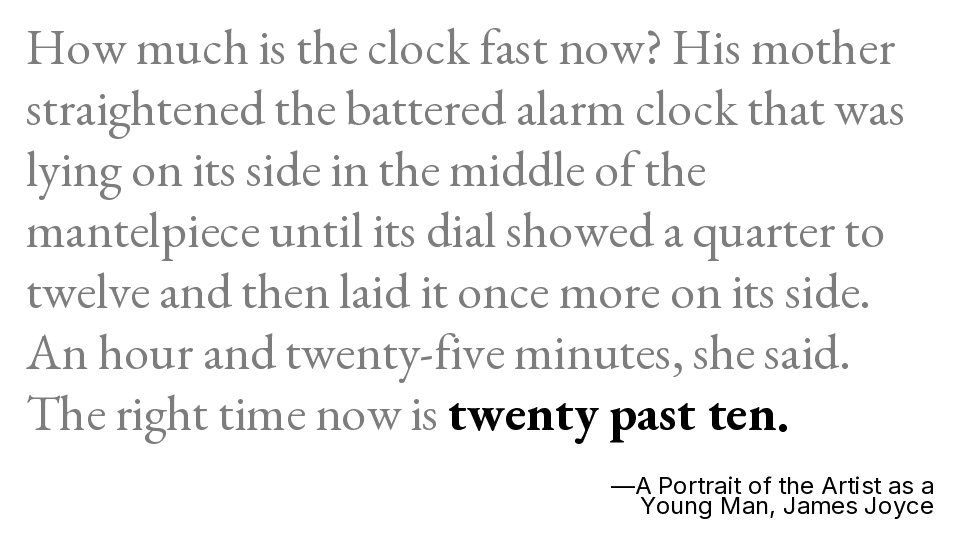 How much is the clock fast now? His mother
straightened the battered alarm clock that was
lying on its side in the middle of the
mantelpiece until its dial showed a quarter to
twelve and then laid it once more on its side.
An hour and twenty-five minutes, she said.
The right time now is twenty past ten.
—A Portrait of the Artist as a
Young Man, James Joyce